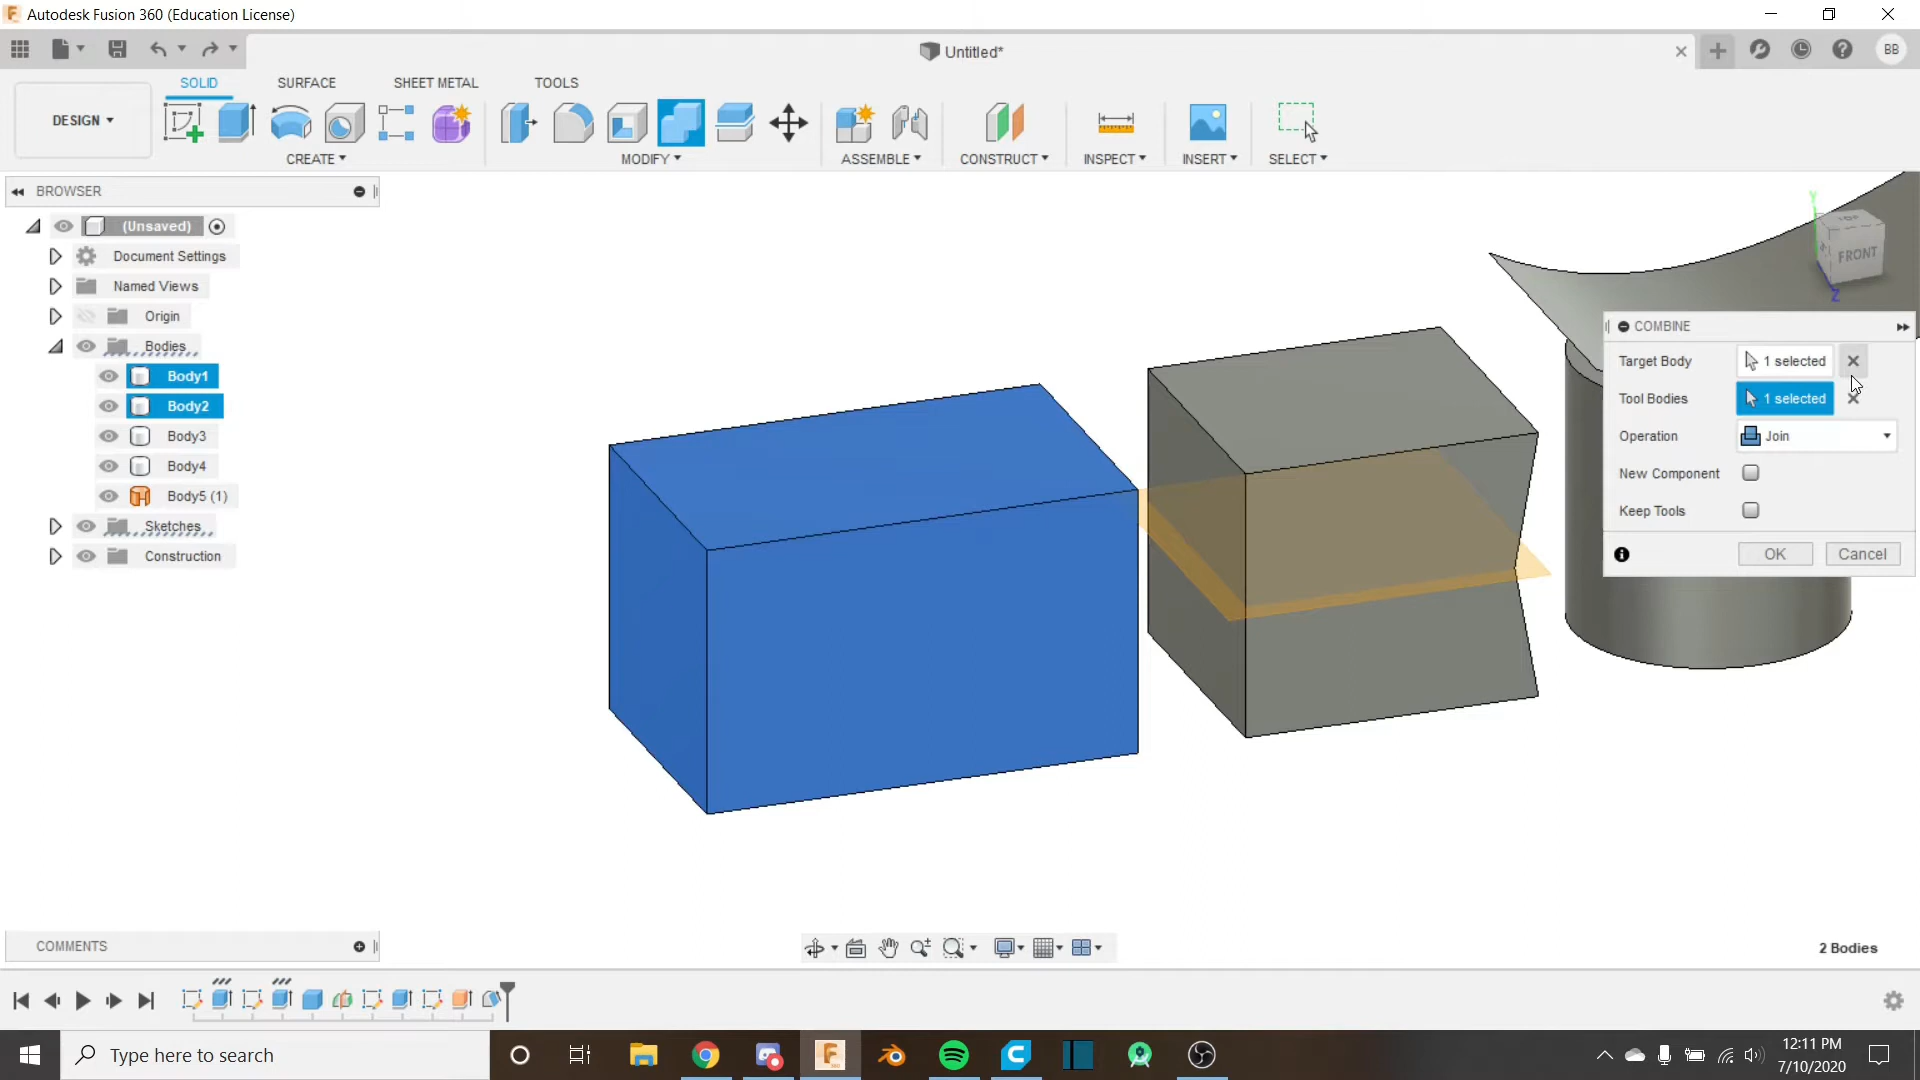 Autodesk Fusion 360 (Education License)
Untitled*
BB
SOLID SURFACE SHEET METAL TOOLS
DESIGN
CREATE MODIFY ASSEMBLE CONSTRUCT INSPECT INSERT SELECT
BROWSER
(Unsaved)
Document Settings
Named Views
Origin
Bodies
Body1
Body2
Body3
Body4
Body5 (1)
Sketches
Construction
Y
TOP
FRONT
Z
COMBINE
Target Body 1 selected
Tool Bodies 1 selected
Operation Join
New Component
Keep Tools
OK Cancel
COMMENTS
2 Bodies
Type here to search
12:11 PM
7/10/2020